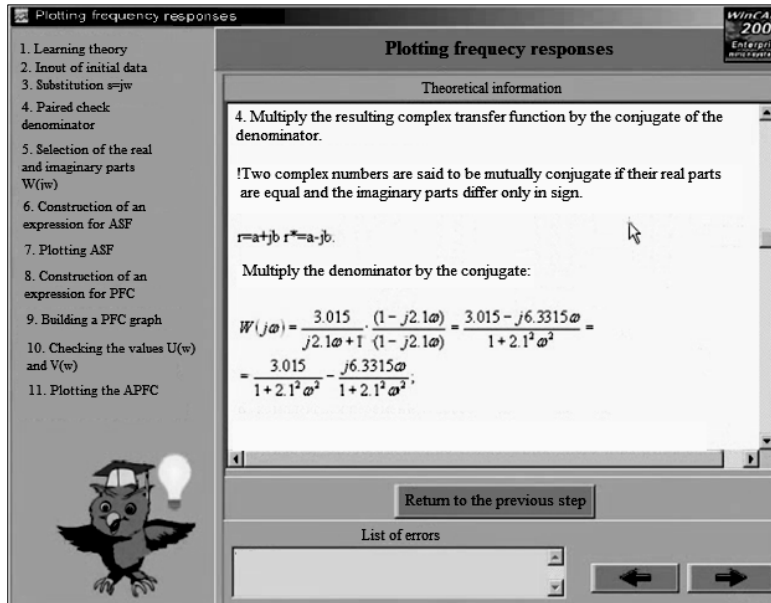 Plotting frequency responses
WinCA
200
Enterpri
1. Learning theory
2. Input of initial data
3. Substitution s=jw
4. Paired check
denominator
5. Selection of the real
and imaginary parts
W(jw)
6. Construction of an
expression for ASF
7. Plotting ASF
8. Construction of an
expression for PFC
9. Building a PFC graph
10. Checking the values U(w)
and V(w)
11. Plotting the APFC
Plotting frequecy responses
Theoretical information
4. Multiply the resulting complex transfer function by the conjugate of the
denominator.
!Two complex numbers are said to be mutually conjugate if their real parts
are equal and the imaginary parts differ only in sign.
r=a+jb r*=a-jb.
Multiply the denominator by the conjugate:
W(jω) = 3.015 / (j2.1ω + 1) · (1 − j2.1ω) / (1 − j2.1ω) = (3.015 − j6.3315ω) / (1 + 2.1²ω²) =
= 3.015 / (1 + 2.1²ω²) − j6.3315ω / (1 + 2.1²ω²);
Return to the previous step
List of errors